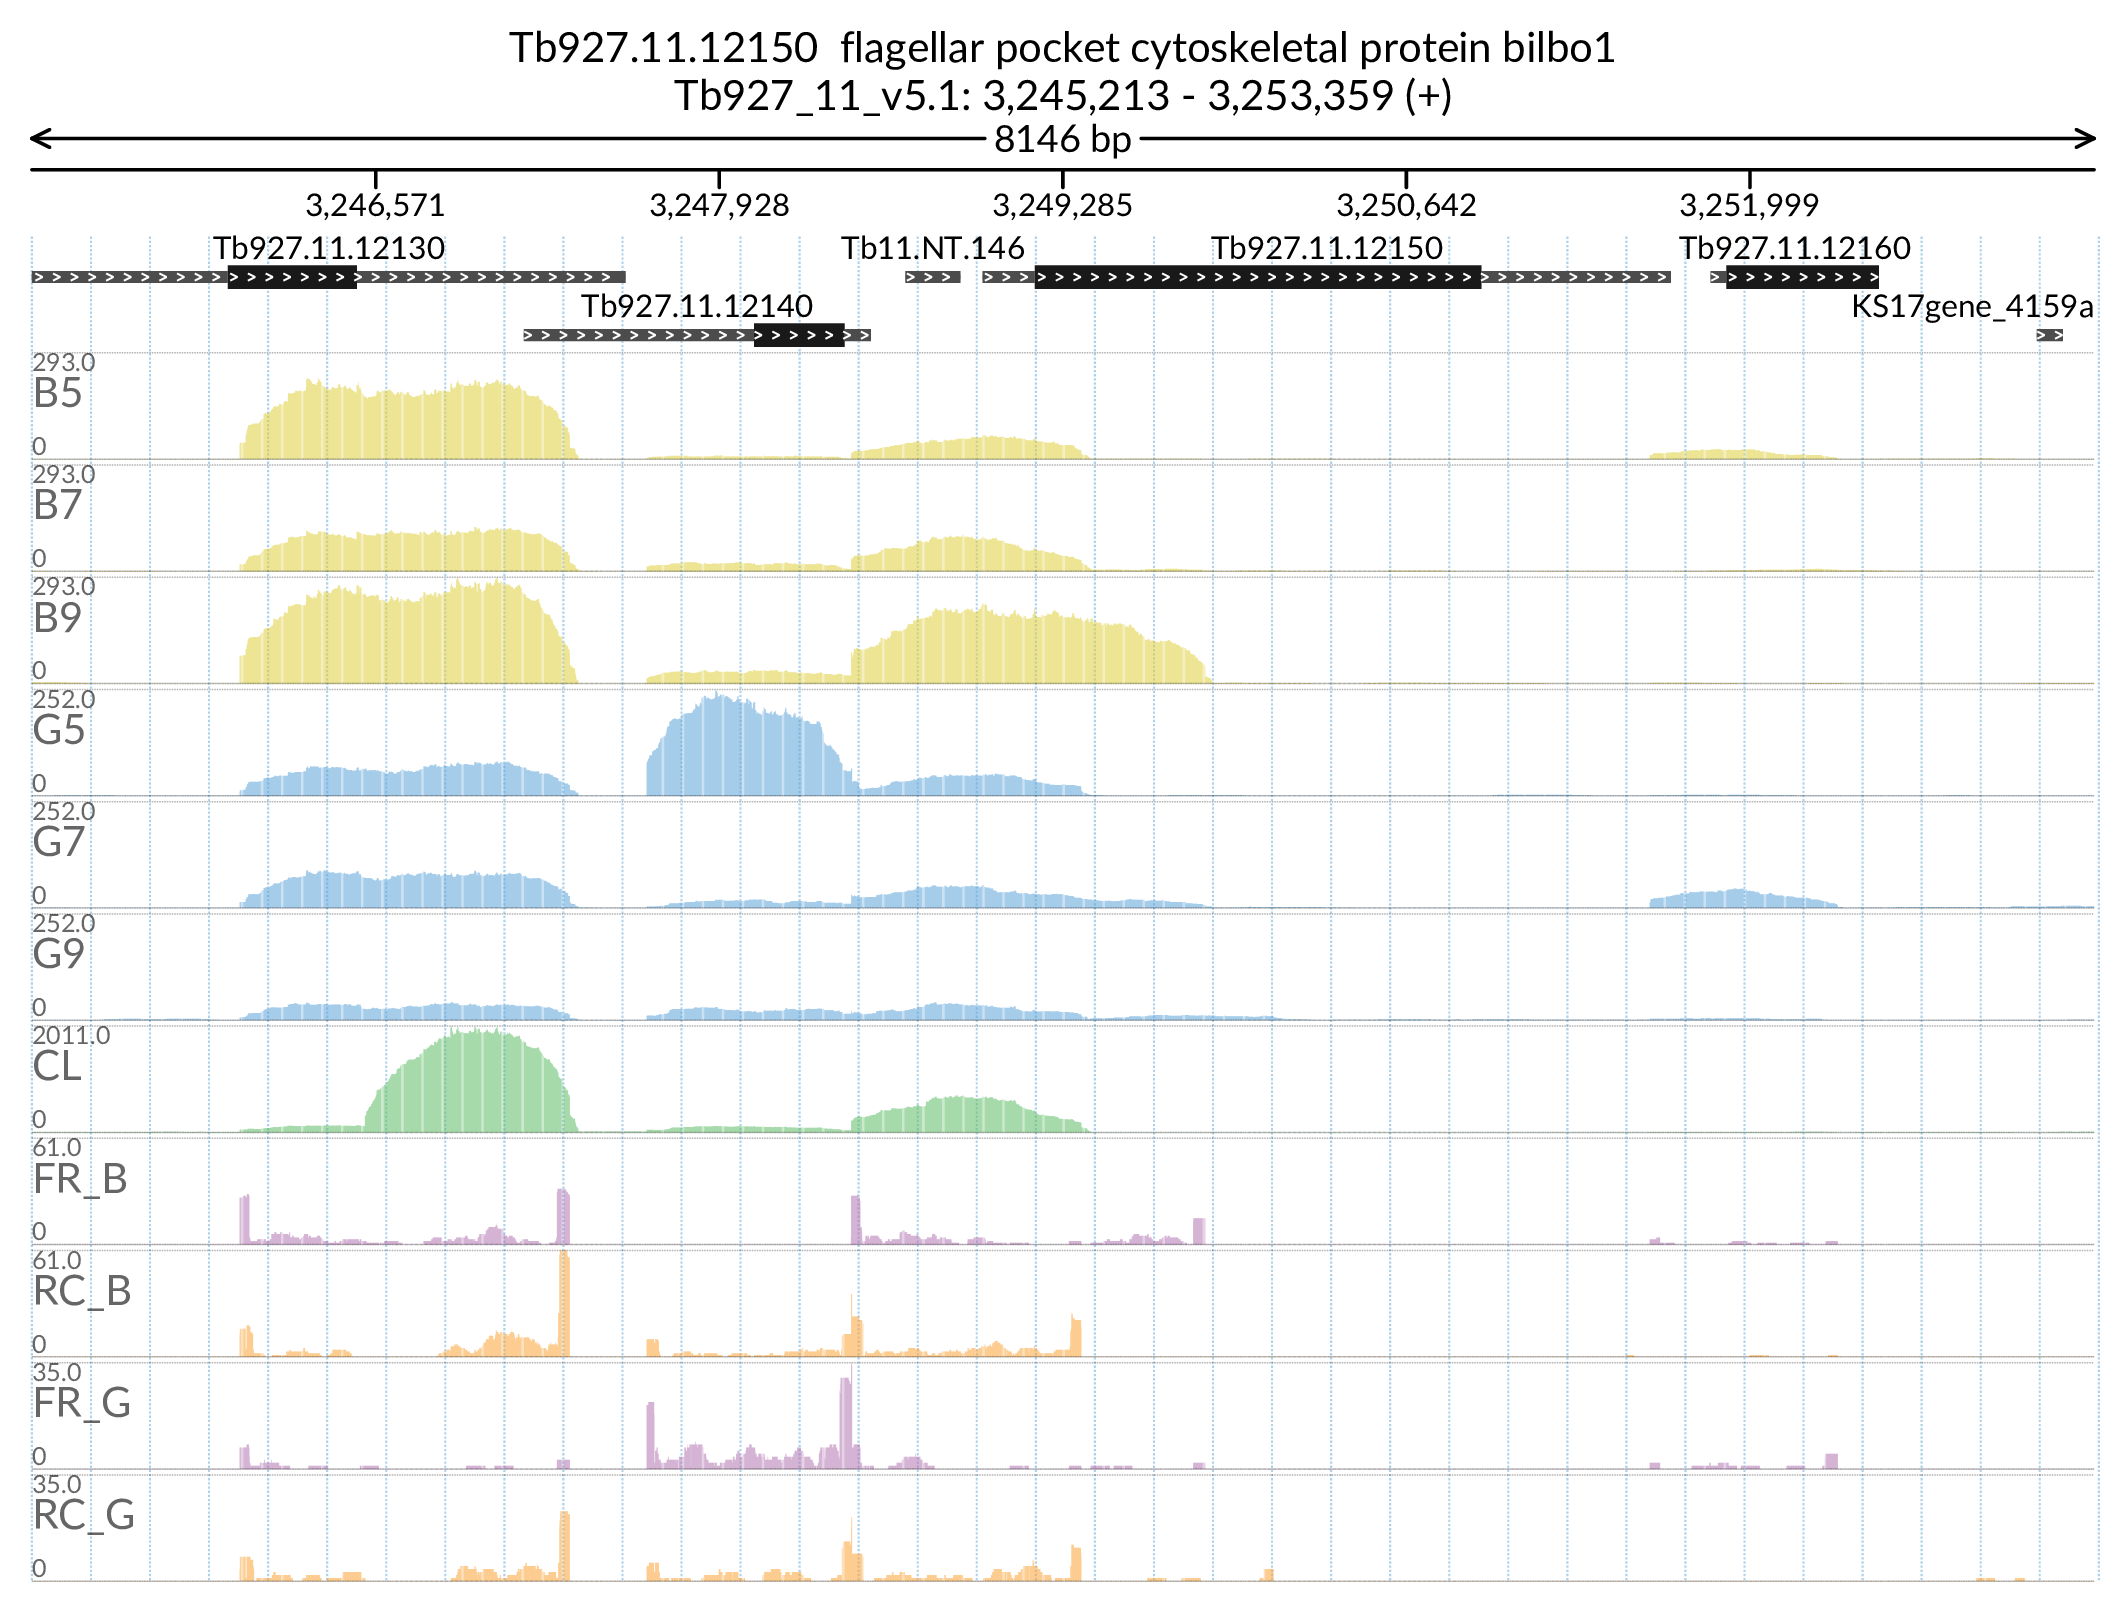 Tb927.11.12150  flagellar pocket cytoskeletal protein bilbo1
Tb927_11_v5.1: 3,245,213 - 3,253,359 (+)
8146 bp
3,246,571 3,247,928 3,249,285 3,250,642 3,251,999
Tb927.11.12130 Tb11.NT.146 Tb927.11.12150 Tb927.11.12160
Tb927.11.12140 KS17gene_4159a
293.0
B5
0
293.0
B7
0
293.0
B9
0
252.0
G5
0
252.0
G7
0
252.0
G9
0
2011.0
CL
0
61.0
FR_B
0
61.0
RC_B
0
35.0
FR_G
0
35.0
RC_G
0